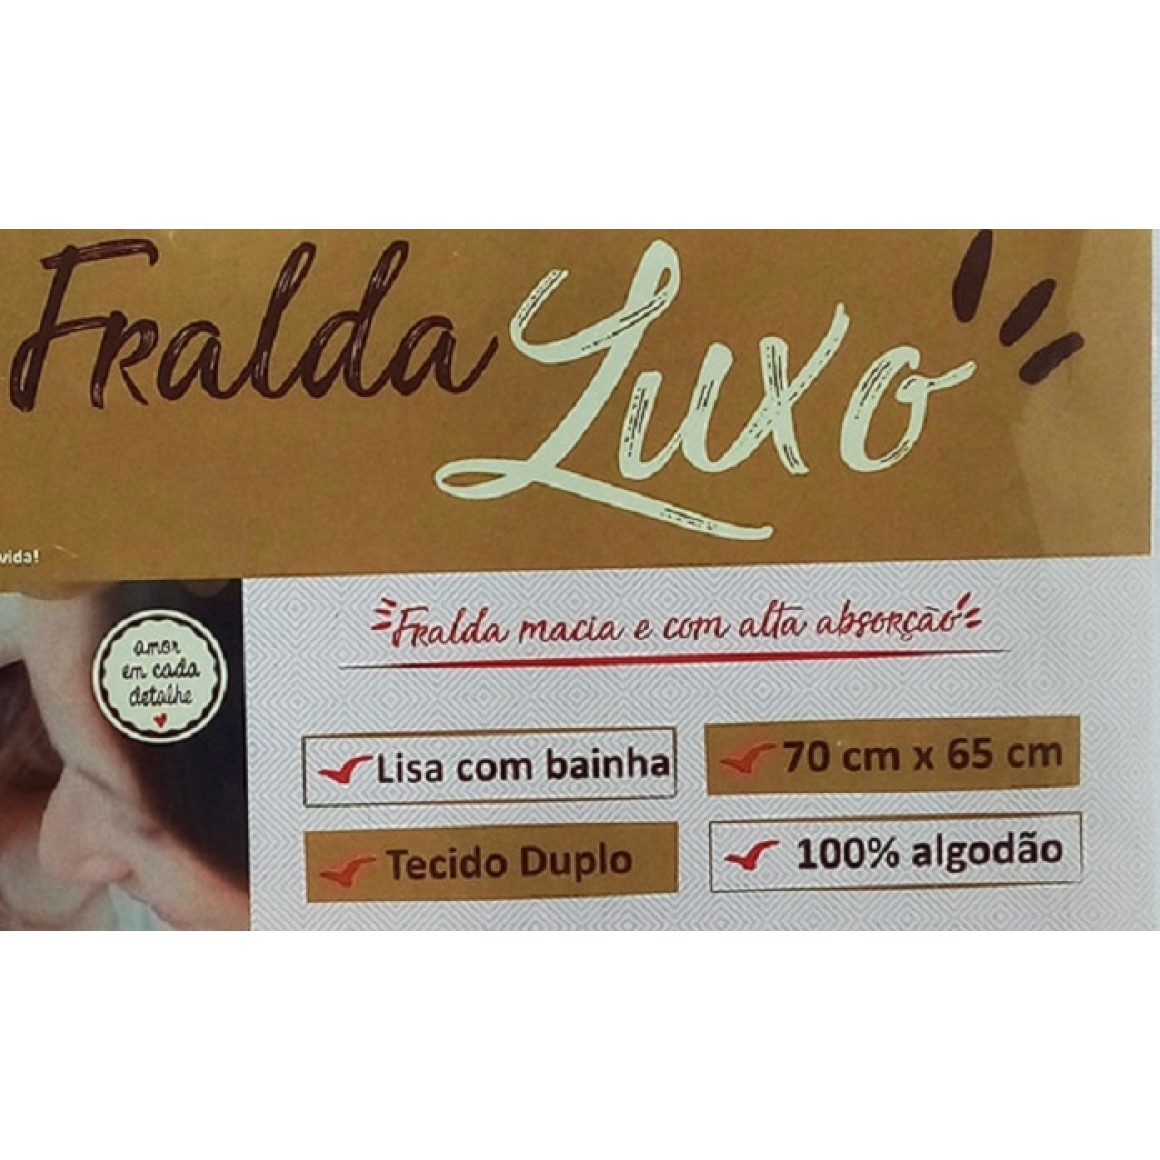 Fralda Luxo
vida!
Fralda macia e com alta absorção
amor
em cada
detalhe
Lisa com bainha
70 cm x 65 cm
Tecido Duplo
100% algodão